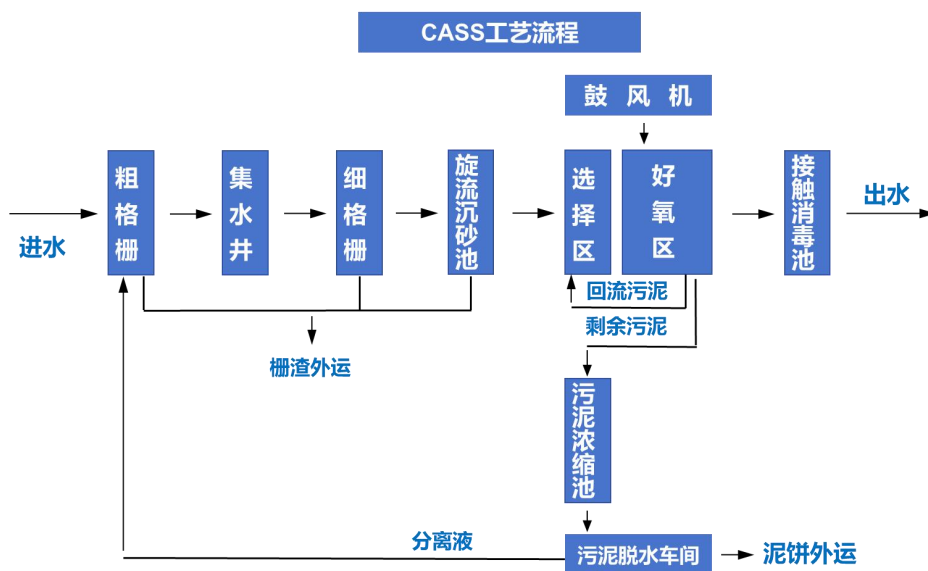 CASS工艺流程
鼓风机
粗格栅
集水井
细格栅
旋流沉砂池
选择区
好氧区
接触消毒池
进水
出水
回流污泥
剩余污泥
栅渣外运
污泥浓缩池
分离液
污泥脱水车间
泥饼外运